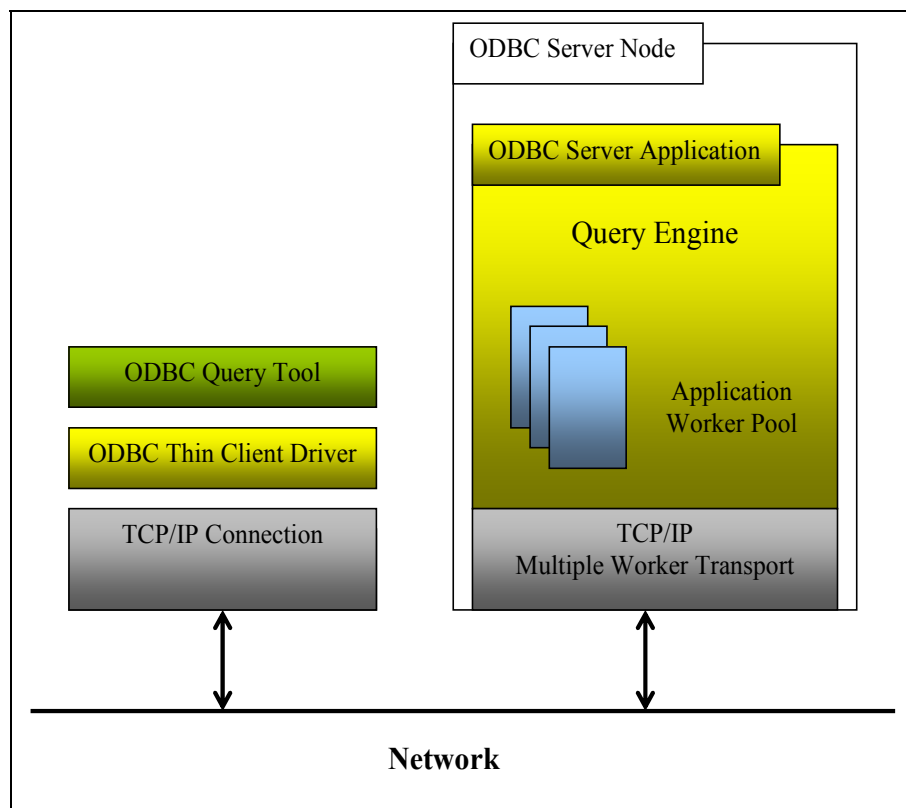 ODBC Server Node
ODBC Server Application
Query Engine
Application
Worker Pool
ODBC Query Tool
ODBC Thin Client Driver
TCP/IP Connection
TCP/IP
Multiple Worker Transport
Network